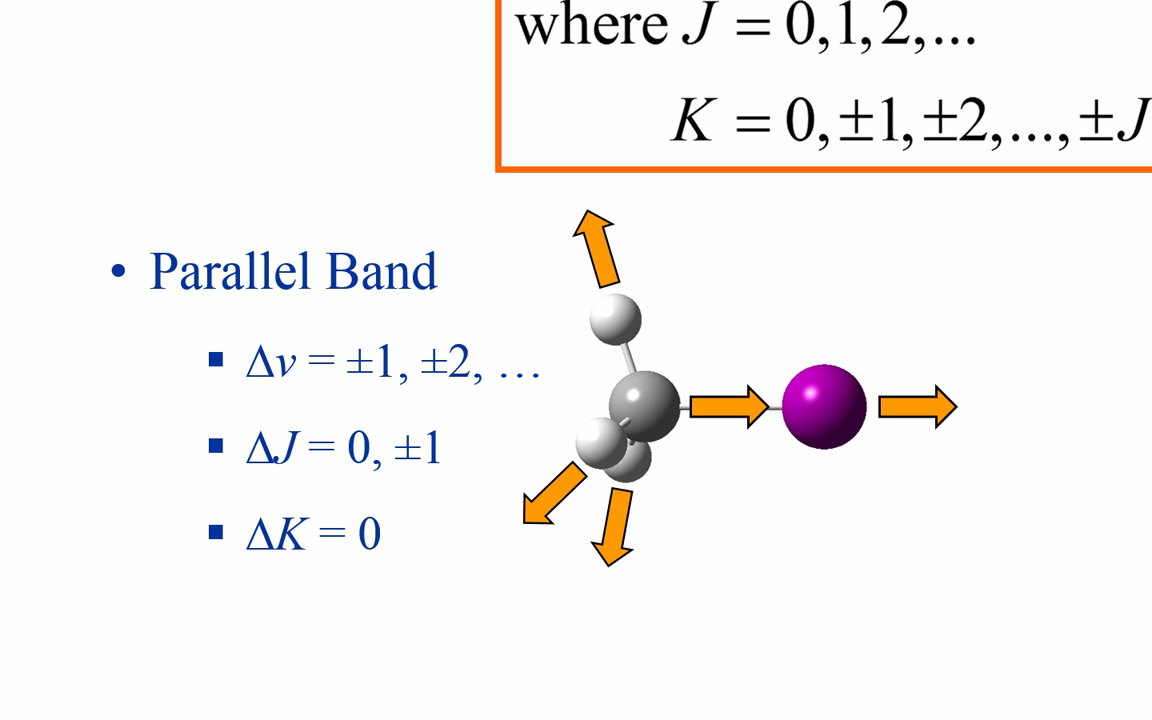 where J = 0,1,2,...
K = 0,±1,±2,...,±J
• Parallel Band
▪ Δv = ±1, ±2, …
▪ ΔJ = 0, ±1
▪ ΔK = 0